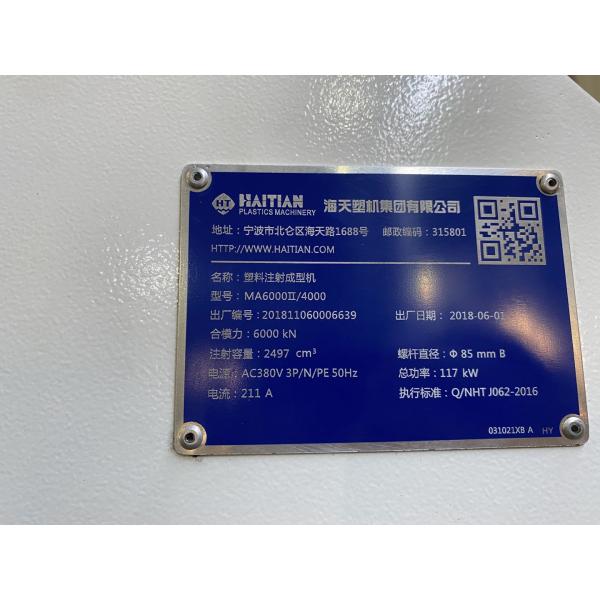 HT HAITIAN PLASTICS MACHINERY 海天塑机集团有限公司
地址：宁波市北仑区海天路1688号 邮政编码：315801
HTTP://WWW.HAITIAN.COM
名称：塑料注射成型机
型号：MA6000Ⅱ/4000
出厂编号：201811060006639 出厂日期：2018-06-01
合模力：6000 kN
注射容量：2497 cm³ 螺杆直径：Φ 85 mm B
电源：AC380V 3P/N/PE 50Hz 总功率：117 kW
电流：211 A 执行标准：Q/NHT J062-2016
031021XB A HY